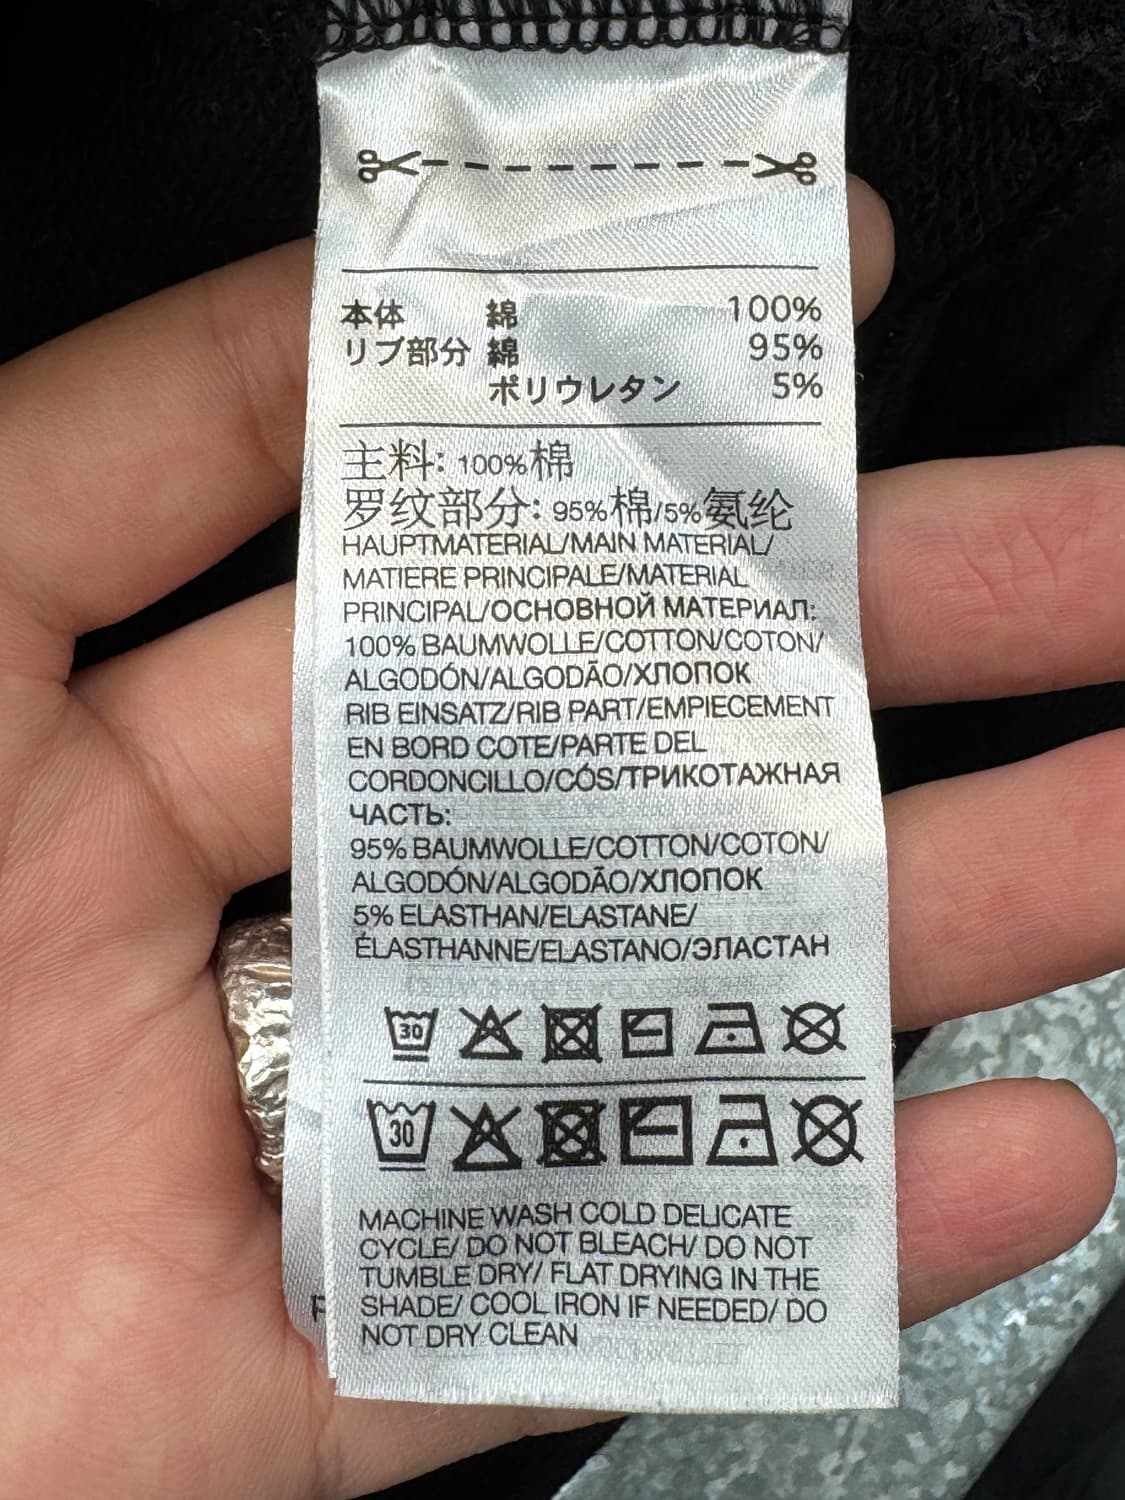 本体 綿 100%
リブ部分 綿 95%
ポリウレタン 5%
主料: 100%棉
罗纹部分: 95%棉/5%氨纶
HAUPTMATERIAL/MAIN MATERIAL/
MATIERE PRINCIPALE/MATERIAL
PRINCIPAL/ОСНОВНОЙ МАТЕРИАЛ:
100% BAUMWOLLE/COTTON/COTON/
ALGODÓN/ALGODÃO/ХЛОПОК
RIB EINSATZ/RIB PART/EMPIECEMENT
EN BORD COTE/PARTE DEL
CORDONCILLO/CÓS/ТРИКОТАЖНАЯ
ЧАСТЬ:
95% BAUMWOLLE/COTTON/COTON/
ALGODÓN/ALGODÃO/ХЛОПОК
5% ELASTHAN/ELASTANE/
ÉLASTHANNE/ELASTANO/ЭЛАСТАН
30
30
MACHINE WASH COLD DELICATE
CYCLE/ DO NOT BLEACH/ DO NOT
TUMBLE DRY/ FLAT DRYING IN THE
SHADE/ COOL IRON IF NEEDED/ DO
NOT DRY CLEAN